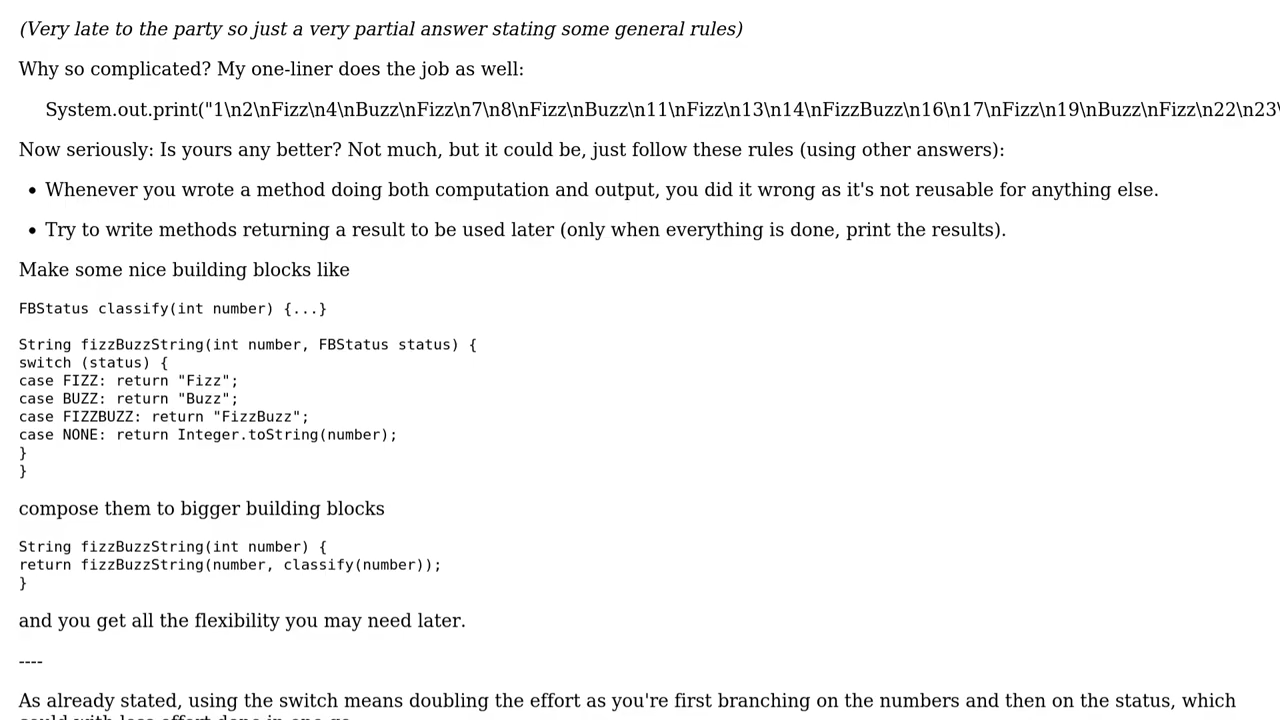 (Very late to the party so just a very partial answer stating some general rules)
Why so complicated? My one-liner does the job as well:
System.out.print("1\n2\nFizz\n4\nBuzz\nFizz\n7\n8\nFizz\nBuzz\n11\nFizz\n13\n14\nFizzBuzz\n16\n17\nFizz\n19\nBuzz\nFizz\n22\n23\
Now seriously: Is yours any better? Not much, but it could be, just follow these rules (using other answers):
• Whenever you wrote a method doing both computation and output, you did it wrong as it's not reusable for anything else.
• Try to write methods returning a result to be used later (only when everything is done, print the results).
Make some nice building blocks like
FBStatus classify(int number) {...}
String fizzBuzzString(int number, FBStatus status) {
switch (status) {
case FIZZ: return "Fizz";
case BUZZ: return "Buzz";
case FIZZBUZZ: return "FizzBuzz";
case NONE: return Integer.toString(number);
}
}
compose them to bigger building blocks
String fizzBuzzString(int number) {
return fizzBuzzString(number, classify(number));
}
and you get all the flexibility you may need later.
----
As already stated, using the switch means doubling the effort as you're first branching on the numbers and then on the status, which